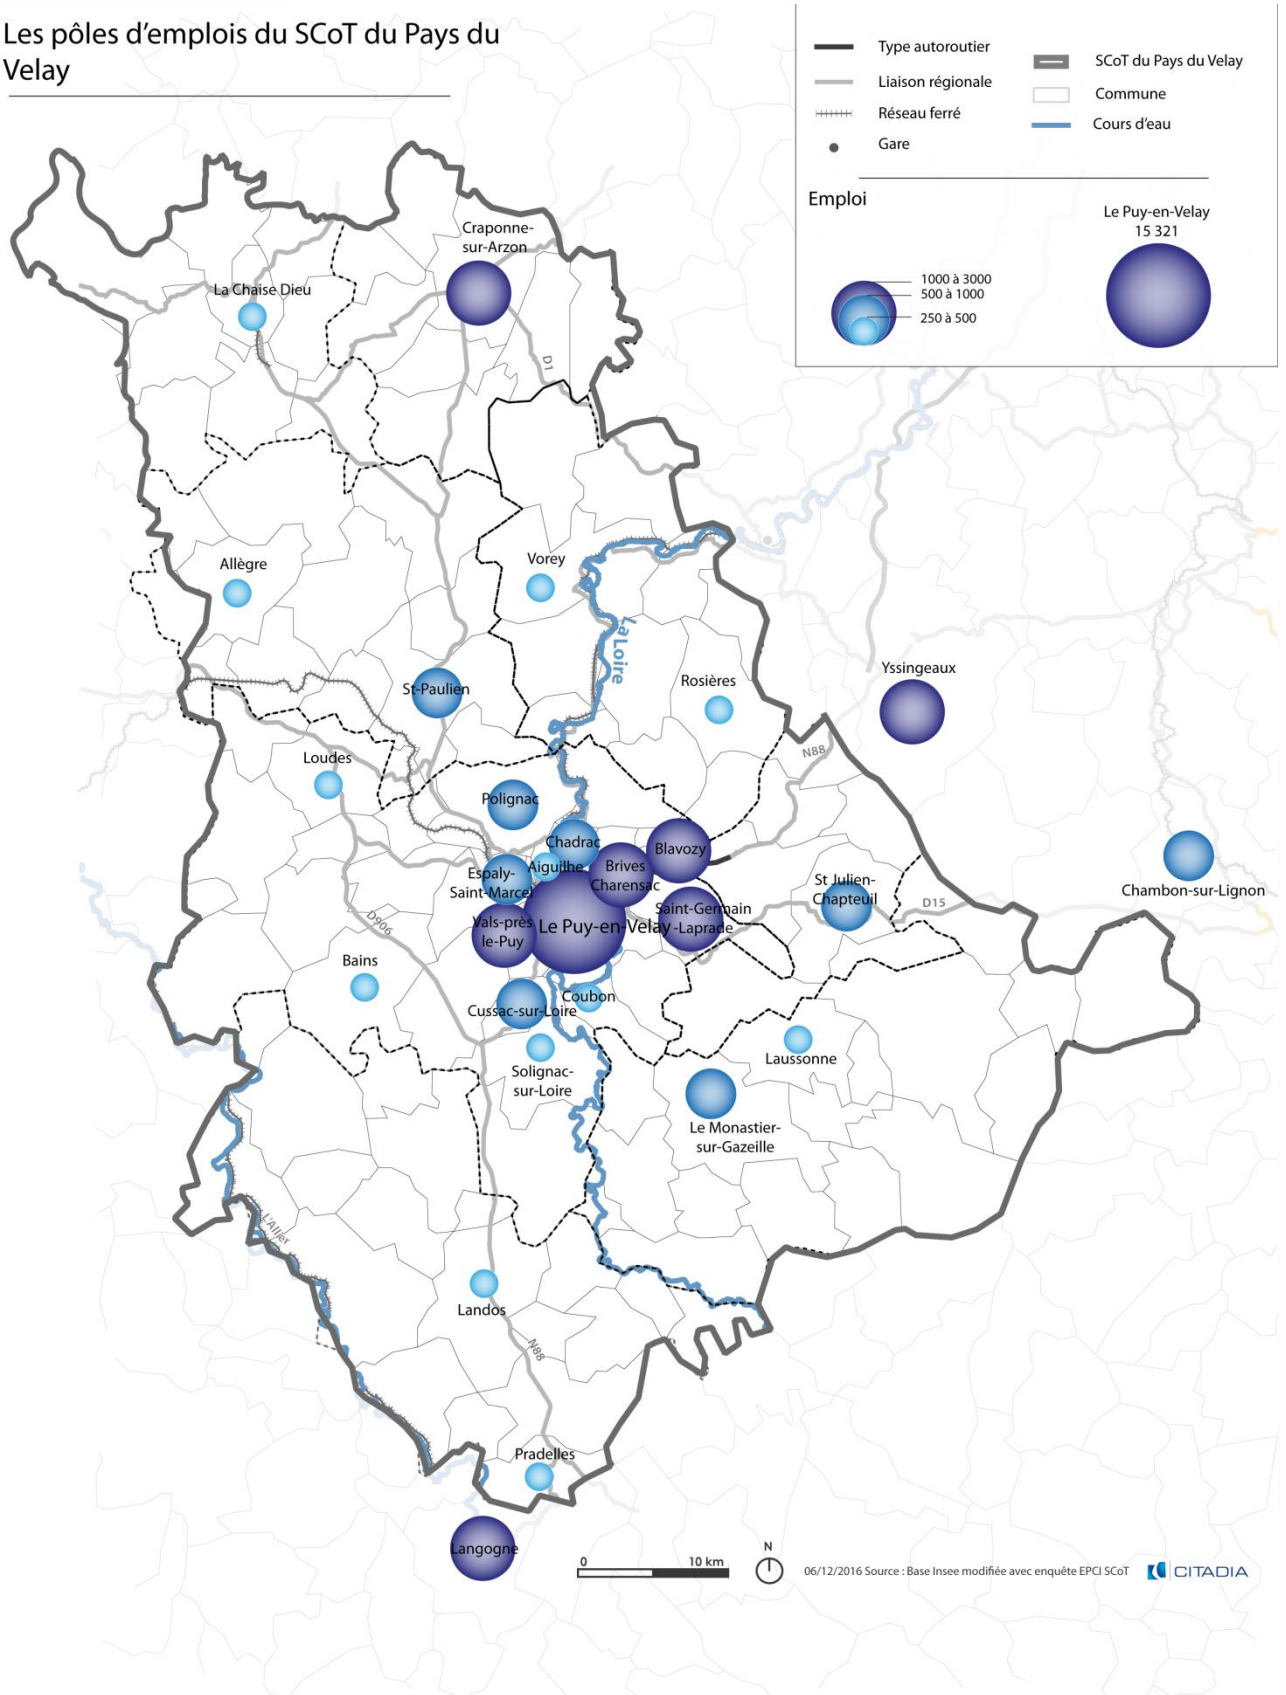 Les pôles d'emplois du SCoT du Pays du
Velay
Type autoroutier
Liaison régionale
Réseau ferré
Gare
SCoT du Pays du Velay
Commune
Cours d'eau
Emploi
1000 à 3000
500 à 1000
250 à 500
Le Puy-en-Velay
15 321
Craponne-
sur-Arzon
La Chaise Dieu
D1
Allègre
Vorey
La Loire
St-Paulien
Rosières
Yssingeaux
N88
Loudes
Polignac
Chadrac
Aiguilhe
Espaly-
Saint-Marcel
Brives
Charensac
Blavozy
St Julien-
Chapteuil
Chambon-sur-Lignon
D15
Saint-Germain
-Laprade
Le Puy-en-Velay
Vals-près
le-Puy
D906
Bains
Cussac-sur-Loire
Coubon
Solignac-
sur-Loire
Laussonne
Le Monastier-
sur-Gazeille
L'Allier
Landos
N88
Pradelles
Langogne
0 10 km
N
06/12/2016 Source : Base Insee modifiée avec enquête EPCI SCoT
CITADIA